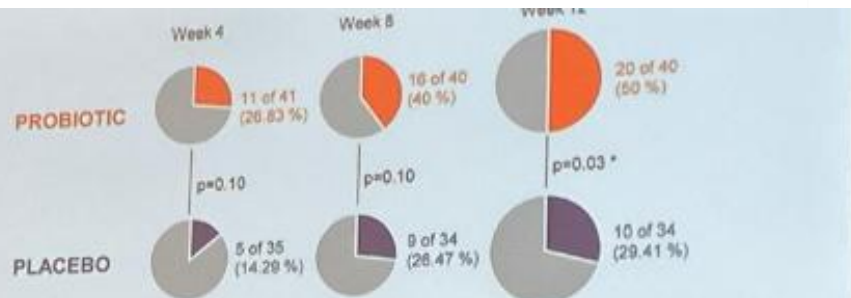 Week 4
Week 8
Week 12
PROBIOTIC
11 of 41
(26.83 %)
16 of 40
(40 %)
20 of 40
(50 %)
p=0.10
p=0.10
p=0.03 *
PLACEBO
5 of 35
(14.29 %)
9 of 34
(26.47 %)
10 of 34
(29.41 %)